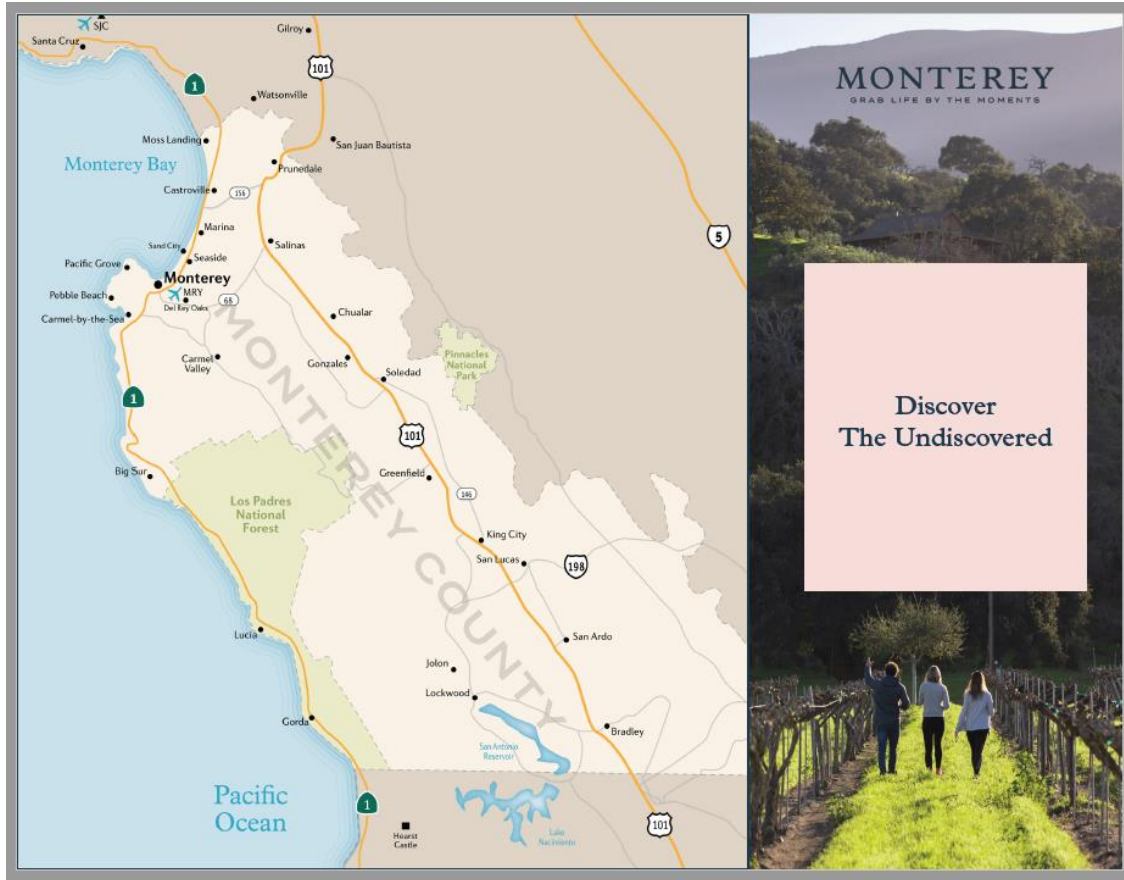 SJC
Santa Cruz
Gilroy
101
1
Watsonville
Moss Landing
San Juan Bautista
Monterey Bay
Prunedale
Castroville
156
Marina
Sand City
Salinas
5
Seaside
Pacific Grove
Monterey
MRY
Pebble Beach
Del Rey Oaks
68
Carmel-by-the-Sea
Chualar
Carmel
Valley
Gonzales
Pinnacles
National
Park
Soledad
1
MONTEREY COUNTY
101
Big Sur
Greenfield
Los Padres
National
Forest
146
King City
San Lucas
198
Lucia
San Ardo
Jolon
Lockwood
Gorda
Bradley
San Antonio
Reservoir
Pacific
Ocean
1
Hearst
Castle
Lake
Nacimiento
101
MONTEREY
GRAB LIFE BY THE MOMENTS
Discover
The Undiscovered